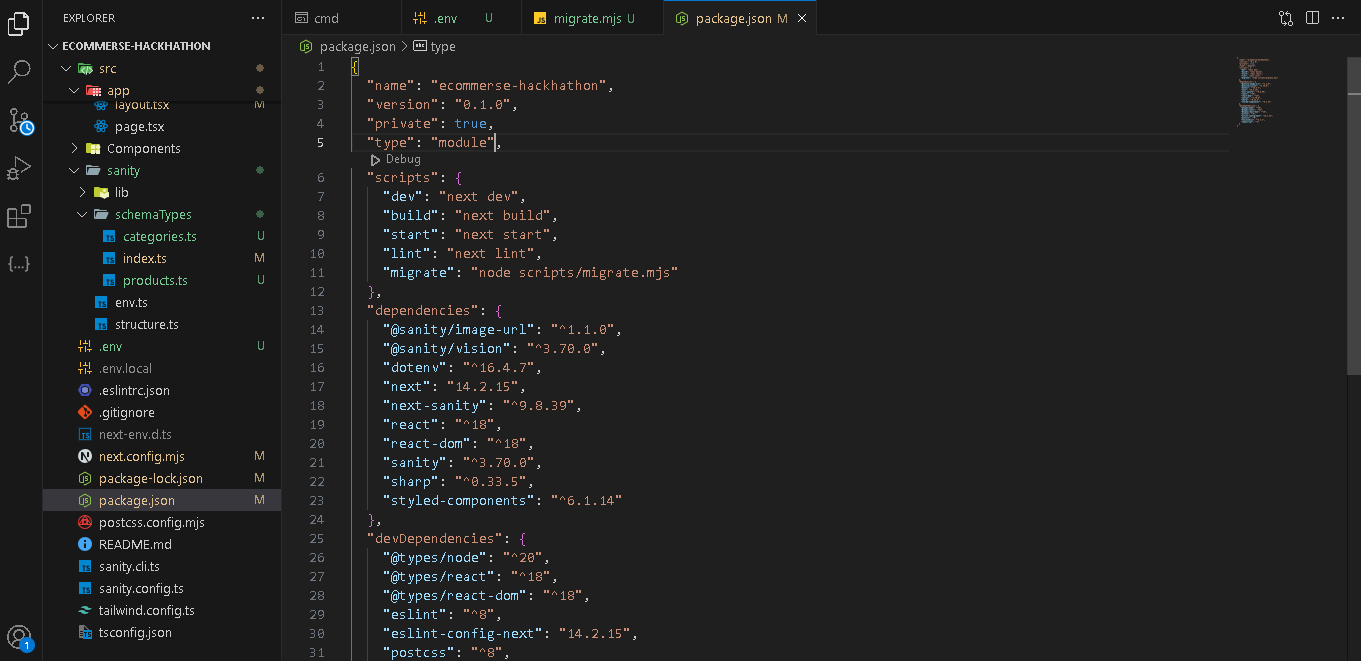 EXPLORER
ECOMMERSE-HACKHATHON
src
app
layout.tsx M
page.tsx
Components
sanity
lib
schemaTypes
categories.ts U
index.ts M
products.ts U
env.ts
structure.ts
.env U
.env.local
.eslintrc.json
.gitignore
next-env.d.ts
next.config.mjs M
package-lock.json M
package.json M
postcss.config.mjs
README.md
sanity.cli.ts
sanity.config.ts
tailwind.config.ts
tsconfig.json
1
cmd .env U migrate.mjs U package.json M
package.json > type
1 {
2 "name": "ecommerse-hackhathon",
3 "version": "0.1.0",
4 "private": true,
5 "type": "module",
Debug
6 "scripts": {
7 "dev": "next dev",
8 "build": "next build",
9 "start": "next start",
10 "lint": "next lint",
11 "migrate": "node scripts/migrate.mjs"
12 },
13 "dependencies": {
14 "@sanity/image-url": "^1.1.0",
15 "@sanity/vision": "^3.70.0",
16 "dotenv": "^16.4.7",
17 "next": "14.2.15",
18 "next-sanity": "^9.8.39",
19 "react": "^18",
20 "react-dom": "^18",
21 "sanity": "^3.70.0",
22 "sharp": "^0.33.5",
23 "styled-components": "^6.1.14"
24 },
25 "devDependencies": {
26 "@types/node": "^20",
27 "@types/react": "^18",
28 "@types/react-dom": "^18",
29 "eslint": "^8",
30 "eslint-config-next": "14.2.15",
31 "postcss": "^8",